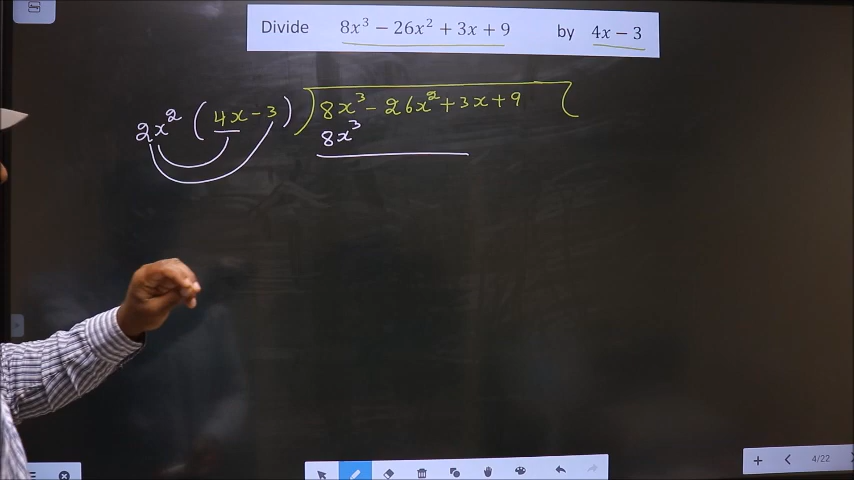 Divide 8x³ − 26x² + 3x + 9 by 4x − 3
2x² ( 4x - 3 ) ) 8x³ - 26x² + 3x + 9 (
8x³
4/22